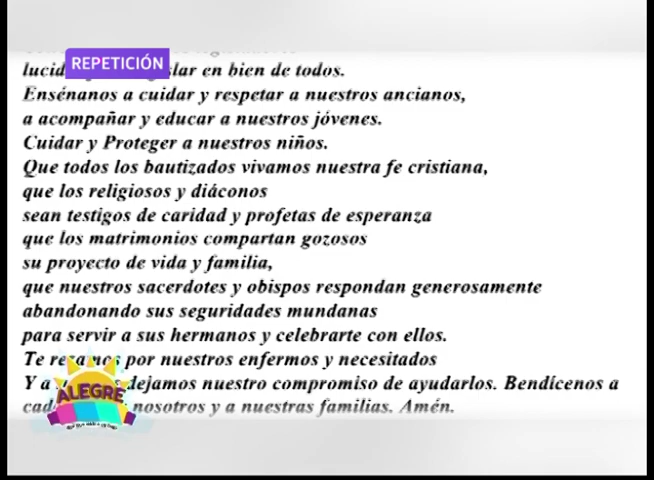 REPETICIÓN
lucid slar en bien de todos.
Ensénanos a cuidar y respetar a nuestros ancianos,
a acompañar y educar a nuestros jóvenes.
Cuidar y Proteger a nuestros niños.
Que todos los bautizados vivamos nuestra fe cristiana,
que los religiosos y diáconos
sean testigos de caridad y profetas de esperanza
que los matrimonios compartan gozosos
su proyecto de vida y familia,
que nuestros sacerdotes y obispos respondan generosamente
abandonando sus seguridades mundanas
para servir a sus hermanos y celebrarte con ellos.
Te rezamos por nuestros enfermos y necesitados
Y a dejamos nuestro compromiso de ayudarlos. Bendícenos a
cad nosotros y a nuestras familias. Amén.
ALEGRE